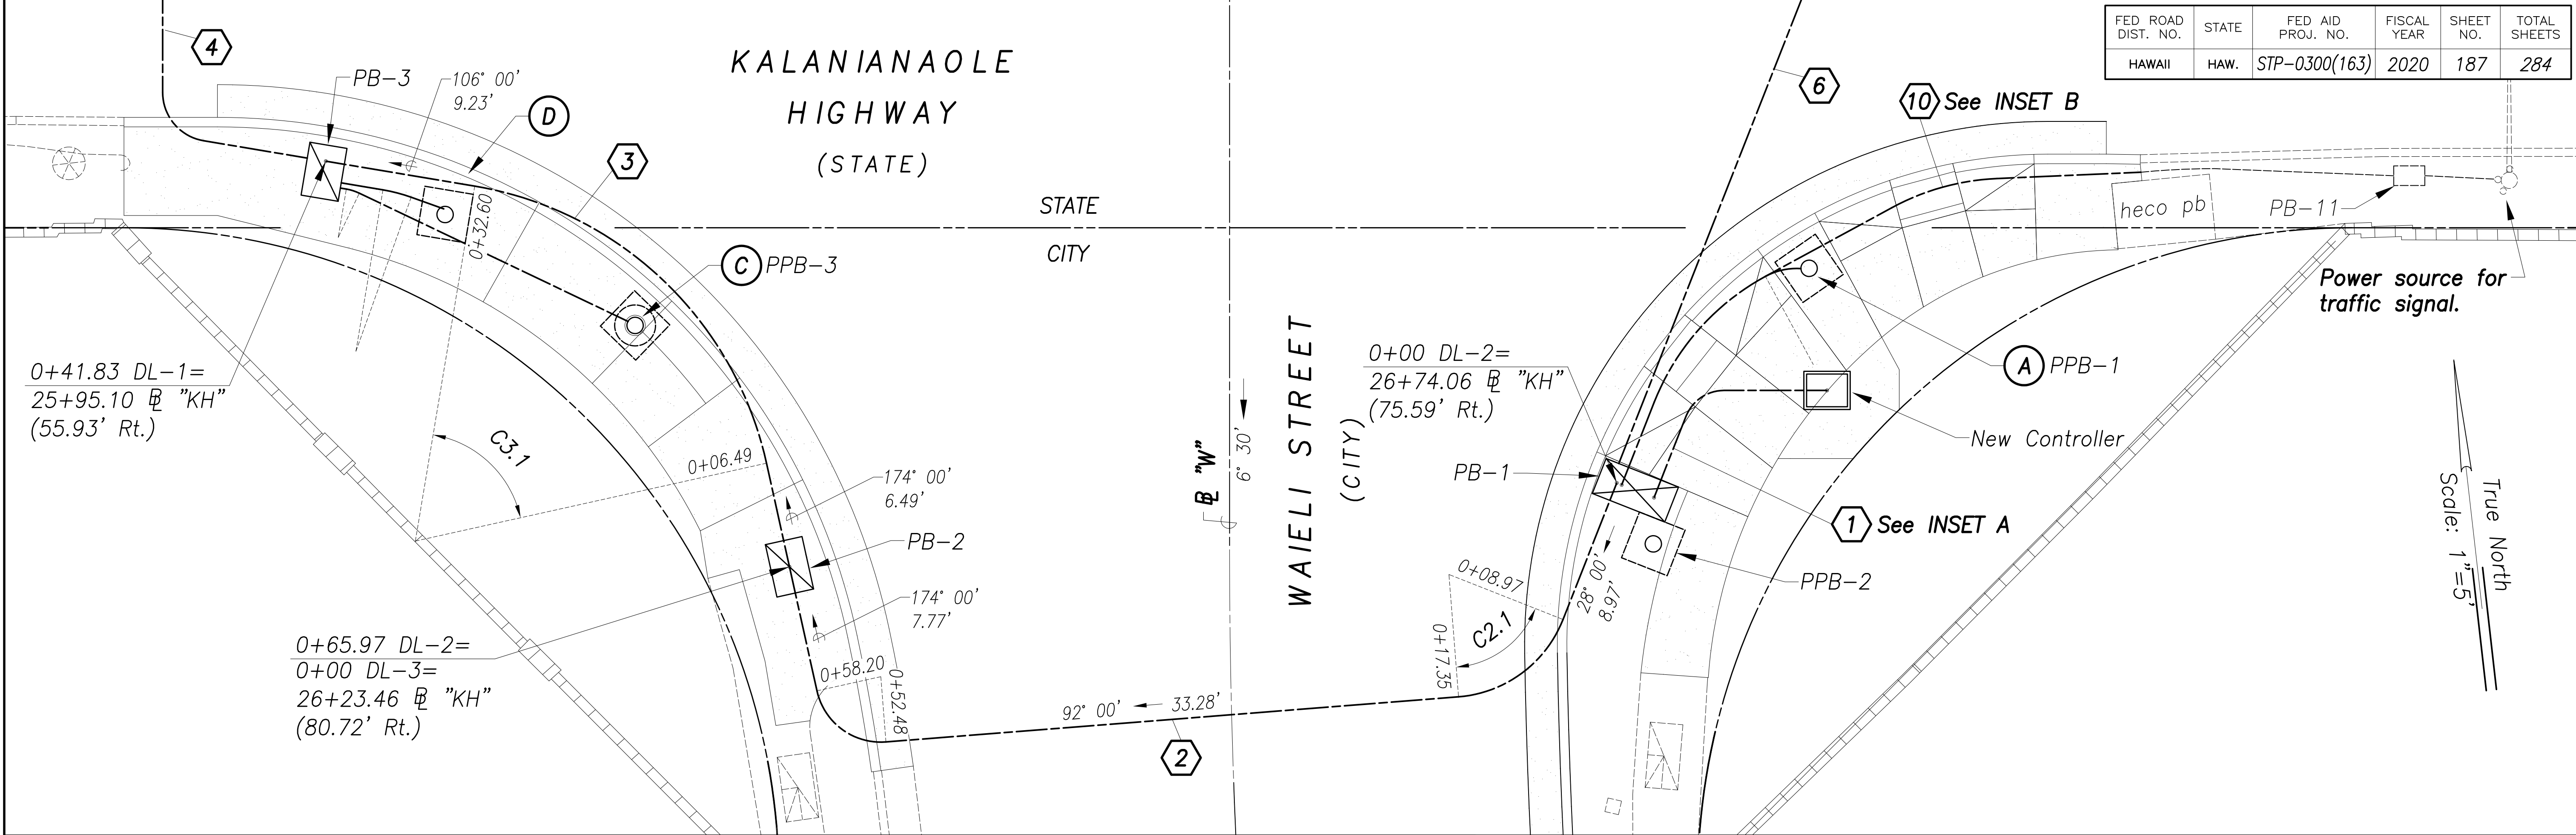 FED ROAD DIST. NO. STATE FED AID PROJ. NO. FISCAL YEAR SHEET NO. TOTAL SHEETS
HAWAII HAW. STP-0300(163) 2020 187 284
4
PB-3
106° 00'
9.23'
D
3
KALANIANAOLE
HIGHWAY
(STATE)
STATE
CITY
6
10 See INSET B
heco pb
PB-11
Power source for
traffic signal.
0+32.60
C PPB-3
0+41.83 DL-1=
25+95.10 BL "KH"
(55.93' Rt.)
C3.1
0+06.49
174° 00'
6.49'
PB-2
174° 00'
7.77'
0+65.97 DL-2=
0+00 DL-3=
26+23.46 BL "KH"
(80.72' Rt.)
0+58.20
0+52.48
92° 00' 33.28'
2
BL "W"
6° 30'
WAIELI STREET
(CITY)
0+00 DL-2=
26+74.06 BL "KH"
(75.59' Rt.)
PB-1
A PPB-1
New Controller
1 See INSET A
PPB-2
28° 00'
8.97'
0+08.97
C2.1
0+17.35
True North
Scale: 1"=5'